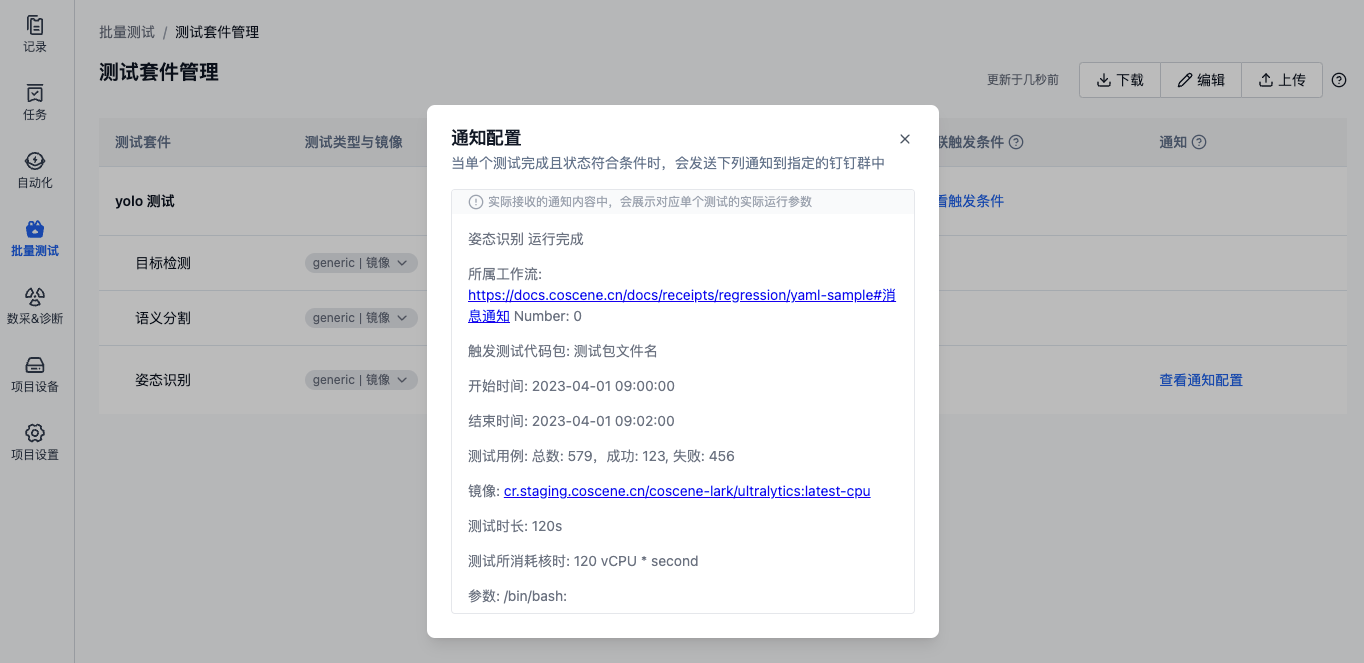 记录
任务
自动化
批量测试
数采&诊断
项目设备
项目设置
批量测试 / 测试套件管理
测试套件管理
更新于几秒前
下载
编辑
上传
测试套件
测试类型与镜像
联触发条件
通知
yolo 测试
看触发条件
目标检测
generic | 镜像
语义分割
generic | 镜像
姿态识别
generic | 镜像
查看通知配置
通知配置
当单个测试完成且状态符合条件时，会发送下列通知到指定的钉钉群中
实际接收的通知内容中，会展示对应单个测试的实际运行参数
姿态识别 运行完成
所属工作流:
https://docs.coscene.cn/docs/receipts/regression/yaml-sample#消
息通知 Number: 0
触发测试代码包: 测试包文件名
开始时间: 2023-04-01 09:00:00
结束时间: 2023-04-01 09:02:00
测试用例: 总数: 579，成功: 123, 失败: 456
镜像: cr.staging.coscene.cn/coscene-lark/ultralytics:latest-cpu
测试时长: 120s
测试所消耗核时: 120 vCPU * second
参数: /bin/bash: